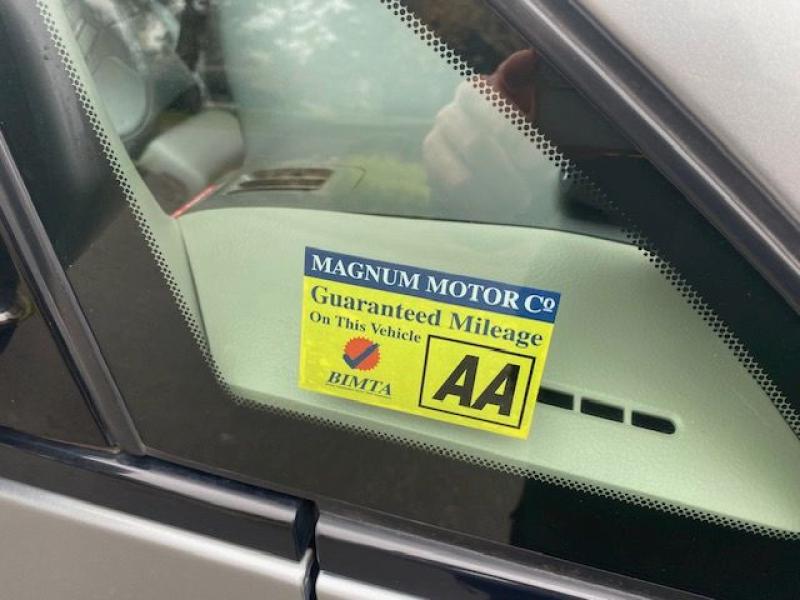 MAGNUM MOTOR Cº
Guaranteed Mileage
On This Vehicle
BIMTA
AA